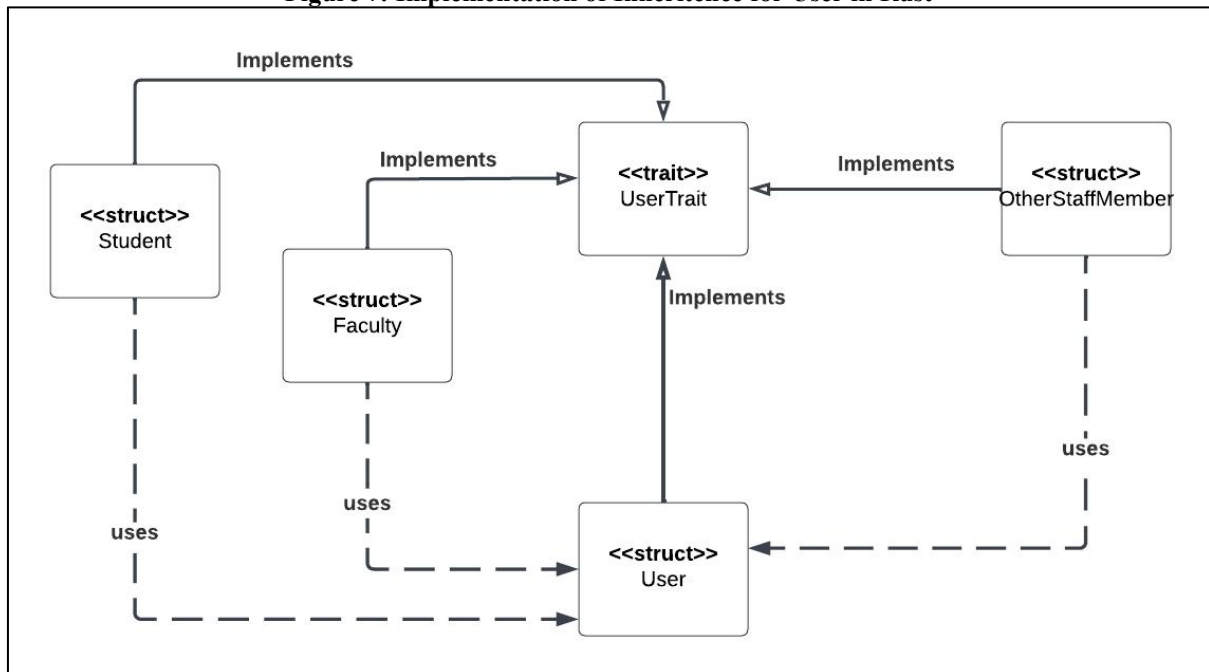 Figure 7: Implementation of Inheritence for User in Rust
Implements
<<struct>>
Student
Implements
<<struct>>
Faculty
<<trait>>
UserTrait
Implements
<<struct>>
OtherStaffMember
Implements
uses
uses
uses
<<struct>>
User